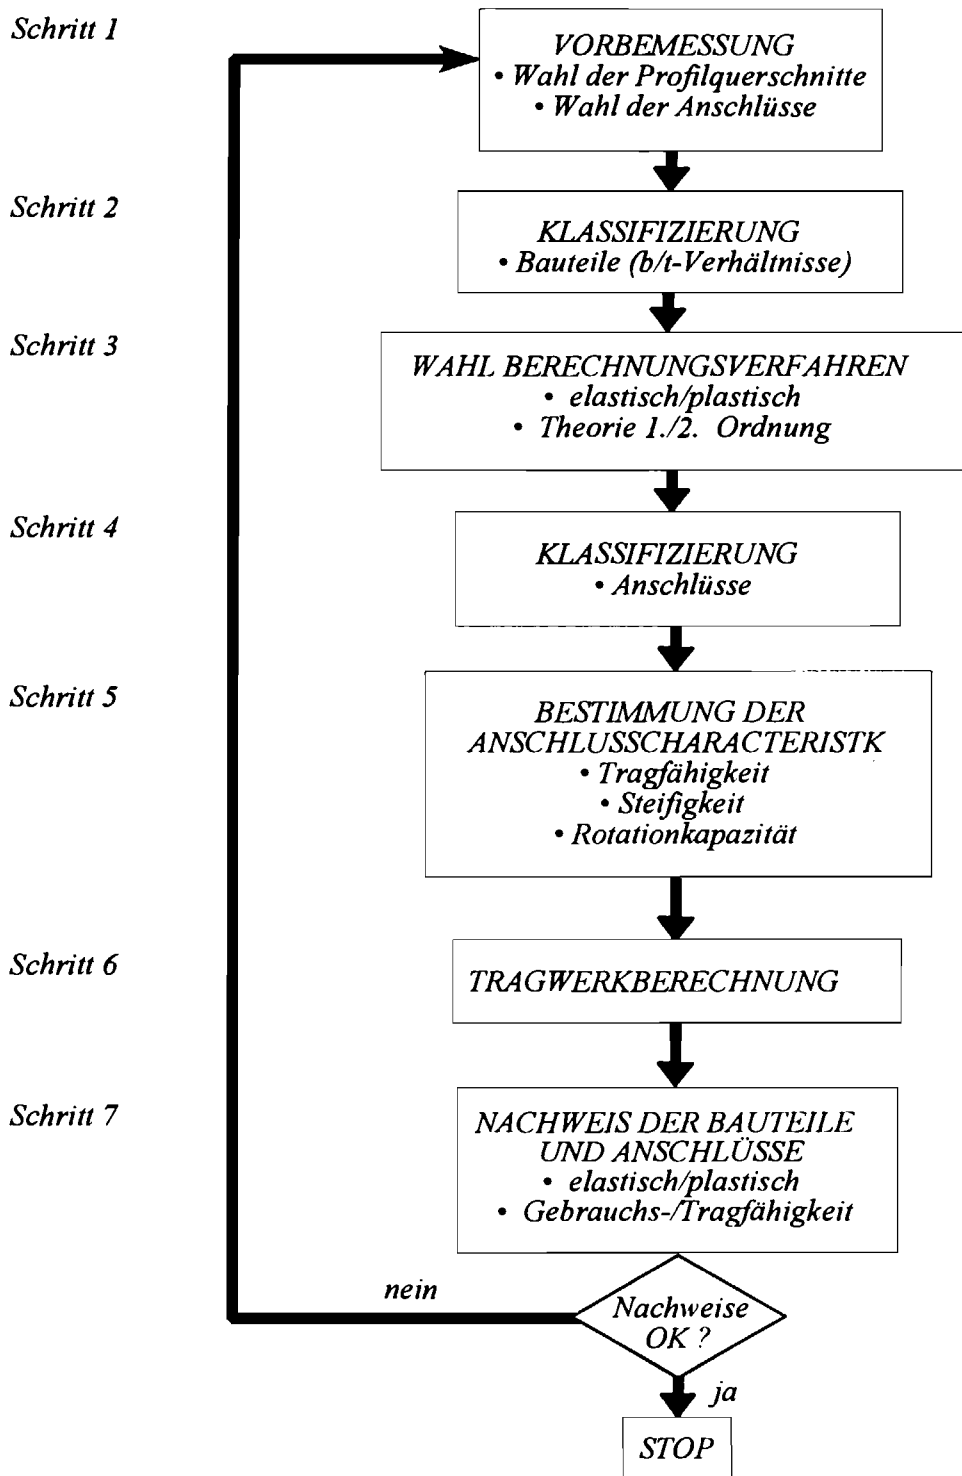 Schritt 1
VORBEMESSUNG
• Wahl der Profilquerschnitte
• Wahl der Anschlüsse
Schritt 2
KLASSIFIZIERUNG
• Bauteile (b/t-Verhältnisse)
Schritt 3
WAHL BERECHNUNGSVERFAHREN
• elastisch/plastisch
• Theorie 1./2. Ordnung
Schritt 4
KLASSIFIZIERUNG
• Anschlüsse
Schritt 5
BESTIMMUNG DER
ANSCHLUSSCHARACTERISTK
• Tragfähigkeit
• Steifigkeit
• Rotationkapazität
Schritt 6
TRAGWERKBERECHNUNG
Schritt 7
NACHWEIS DER BAUTEILE
UND ANSCHLÜSSE
• elastisch/plastisch
• Gebrauchs-/Tragfähigkeit
nein
Nachweise
OK ?
ja
STOP